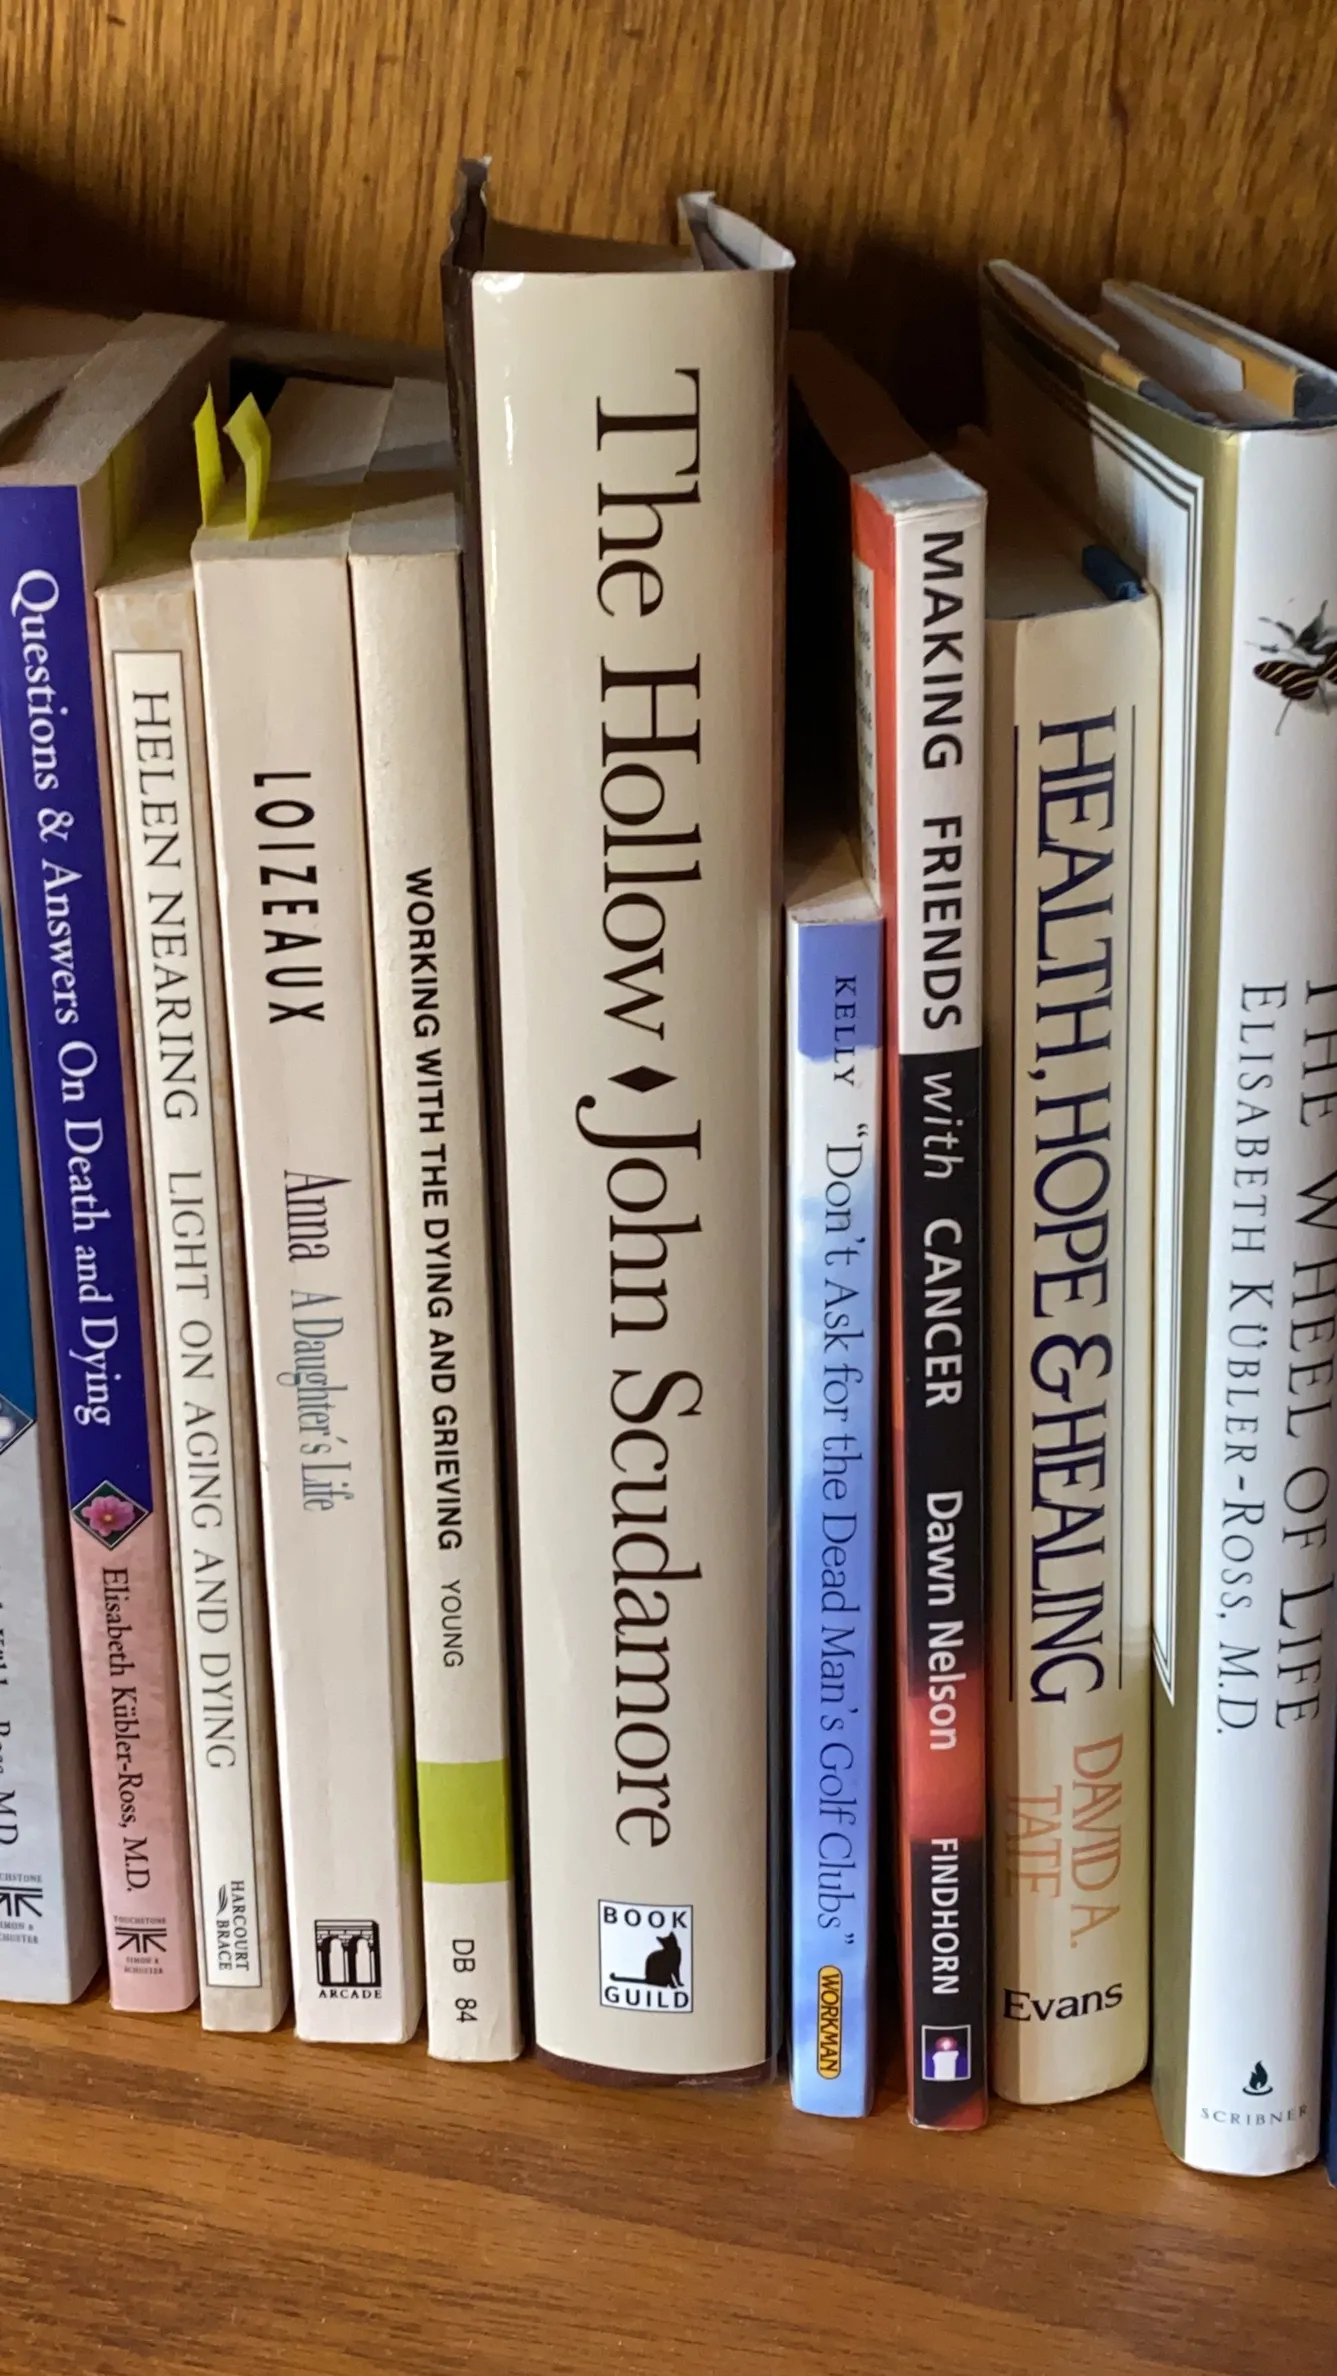 M.D.
Questions & Answers On Death and Dying
Elisabeth Kübler-Ross, M.D.
TOUCHSTONE
SIMON &
SCHUSTER
HELEN NEARING LIGHT ON AGING AND DYING
HARCOURT
BRACE
LOIZEAUX
Anna A Daughter's Life
ARCADE
WORKING WITH THE DYING AND GRIEVING YOUNG
DB 84
The Hollow ♦ John Scudamore
BOOK
GUILD
KELLY "Don't Ask for the Dead Man's Golf Clubs"
WORKMAN
MAKING FRIENDS with CANCER Dawn Nelson FINDHORN
HEALTH, HOPE & HEALING
DAVID A.
TATE
Evans
THE WHEEL OF LIFE
ELISABETH KÜBLER-ROSS, M.D.
SCRIBNER